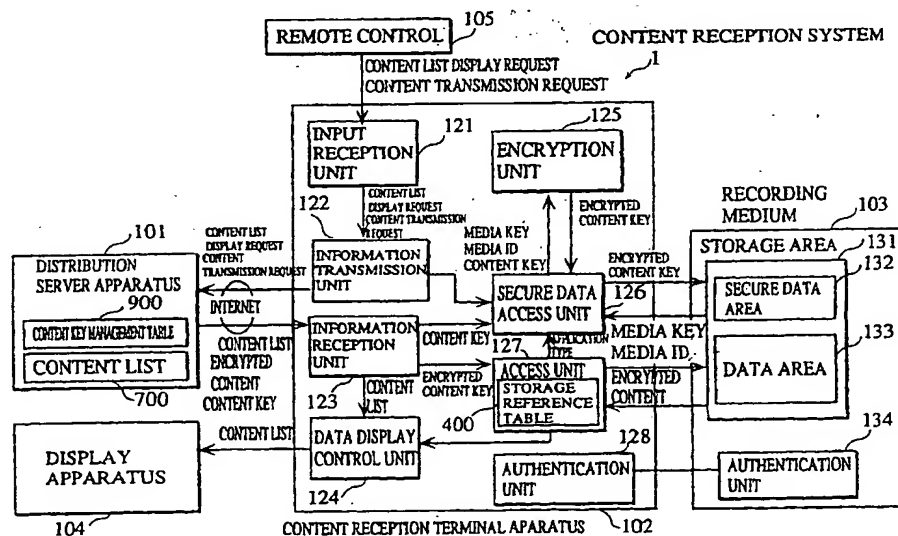 REMOTE CONTROL
105
CONTENT RECEPTION SYSTEM
1
CONTENT LIST DISPLAY REQUEST
CONTENT TRANSMISSION REQUEST
INPUT
RECEPTION
UNIT
121
125
ENCRYPTION
UNIT
CONTENT LIST
DISPLAY REQUEST
CONTENT TRANSMISSION
REQUEST
122
MEDIA KEY
MEDIA ID
CONTENT KEY
ENCRYPTED
CONTENT KEY
RECORDING
MEDIUM
103
101
CONTENT
LIST
DISPLAY REQUEST
CONTENT
TRANSMISSION REQUEST
INFORMATION
TRANSMISSION
UNIT
ENCRYPTED
CONTENT KEY
STORAGE AREA
131
132
DISTRIBUTION
SERVER APPARATUS
900
CONTENT KEY MANAGEMENT TABLE
CONTENT LIST
700
INTERNET
CONTENT LIST
ENCRYPTED
CONTENT
CONTENT KEY
INFORMATION
RECEPTION
UNIT
123
CONTENT KEY
SECURE DATA
ACCESS UNIT
126
SECURE DATA
AREA
133
APPLICATION
TYPE
MEDIA KEY
MEDIA ID
127
ENCRYPTED
CONTENT KEY
ACCESS UNIT
STORAGE
REFERENCE
TABLE
400
ENCRYPTED
CONTENT
DATA AREA
CONTENT
LIST
CONTENT LIST
DATA DISPLAY
CONTROL UNIT
124
128
AUTHENTICATION
UNIT
134
AUTHENTICATION
UNIT
DISPLAY
APPARATUS
104
CONTENT RECEPTION TERMINAL APARATUS
102